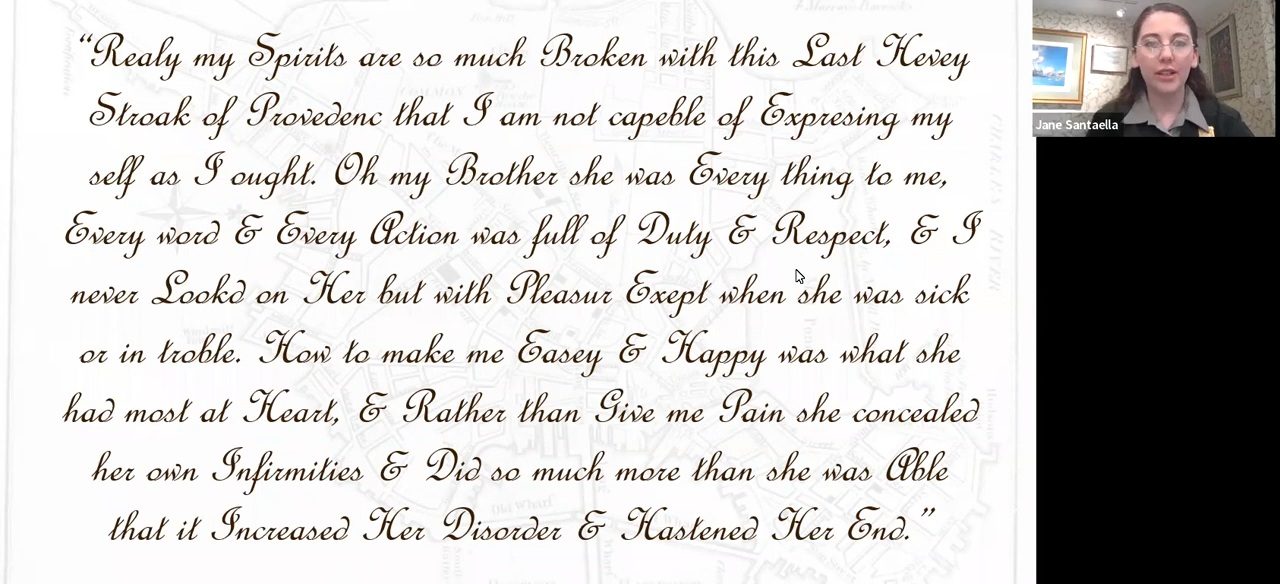 “Realy my Spirits are so much Broken with this Last Hevey
Stroak of Provedenc that I am not capeble of Expresing my
self as I ought. Oh my Brother she was Every thing to me,
Every word & Every Action was full of Duty & Respect, & I
never Lookd on Her but with Pleasur Exept when she was sick
or in troble. How to make me Easey & Happy was what she
had most at Heart, & Rather than Give me Pain she concealed
her own Infirmities & Did so much more than she was Able
that it Increased Her Disorder & Hastened Her End.”
Jane Santaella